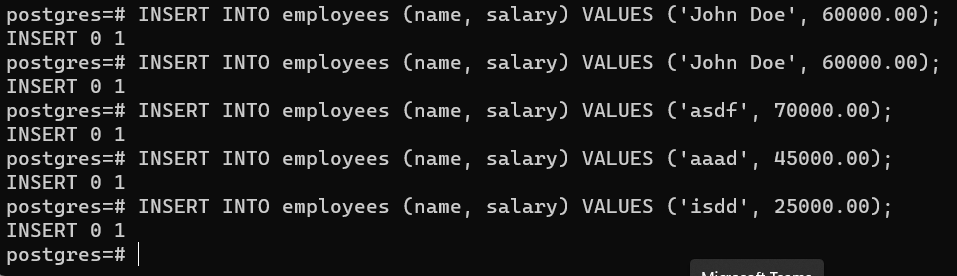 postgres=# INSERT INTO employees (name, salary) VALUES ('John Doe', 60000.00);
INSERT 0 1
postgres=# INSERT INTO employees (name, salary) VALUES ('John Doe', 60000.00);
INSERT 0 1
postgres=# INSERT INTO employees (name, salary) VALUES ('asdf', 70000.00);
INSERT 0 1
postgres=# INSERT INTO employees (name, salary) VALUES ('aaad', 45000.00);
INSERT 0 1
postgres=# INSERT INTO employees (name, salary) VALUES ('isdd', 25000.00);
INSERT 0 1
postgres=#
Microsoft Teams